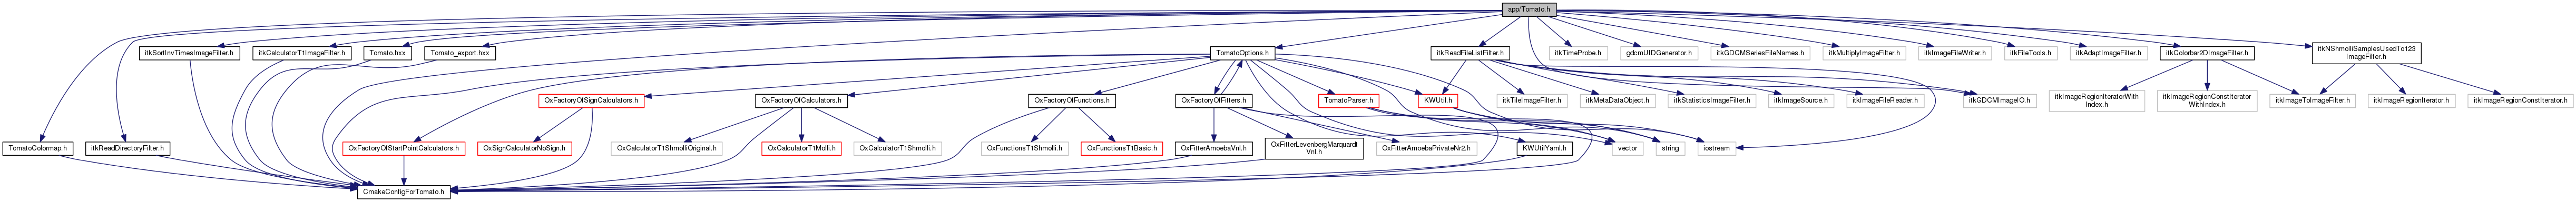 app/Tomato.h
itkSortInvTimesImageFilter.h
itkCalculatorT1ImageFilter.h
Tomato.hxx
Tomato_export.hxx
TomatoOptions.h
itkReadFileListFilter.h
itkTimeProbe.h
gdcmUIDGenerator.h
itkGDCMSeriesFileNames.h
itkMultiplyImageFilter.h
itkImageFileWriter.h
itkFileTools.h
itkAdaptImageFilter.h
itkColorbar2DImageFilter.h
itkNShmolliSamplesUsedTo123
ImageFilter.h
OxFactoryOfSignCalculators.h
OxFactoryOfCalculators.h
OxFactoryOfFunctions.h
OxFactoryOfFitters.h
TomatoParser.h
KWUtil.h
itkTileImageFilter.h
itkMetaDataObject.h
itkStatisticsImageFilter.h
itkImageSource.h
itkImageFileReader.h
itkGDCMImageIO.h
itkImageRegionIteratorWith
Index.h
itkImageRegionConstIterator
WithIndex.h
itkImageToImageFilter.h
itkImageRegionIterator.h
itkImageRegionConstIterator.h
TomatoColormap.h
itkReadDirectoryFilter.h
OxFactoryOfStartPointCalculators.h
OxSignCalculatorNoSign.h
OxCalculatorT1ShmolliOriginal.h
OxCalculatorT1Molli.h
OxCalculatorT1Shmolli.h
OxFunctionsT1Shmolli.h
OxFunctionsT1Basic.h
OxFitterAmoebaVnl.h
OxFitterLevenbergMarquardt
Vnl.h
OxFitterAmoebaPrivateNr2.h
KWUtilYaml.h
vector
string
iostream
CmakeConfigForTomato.h